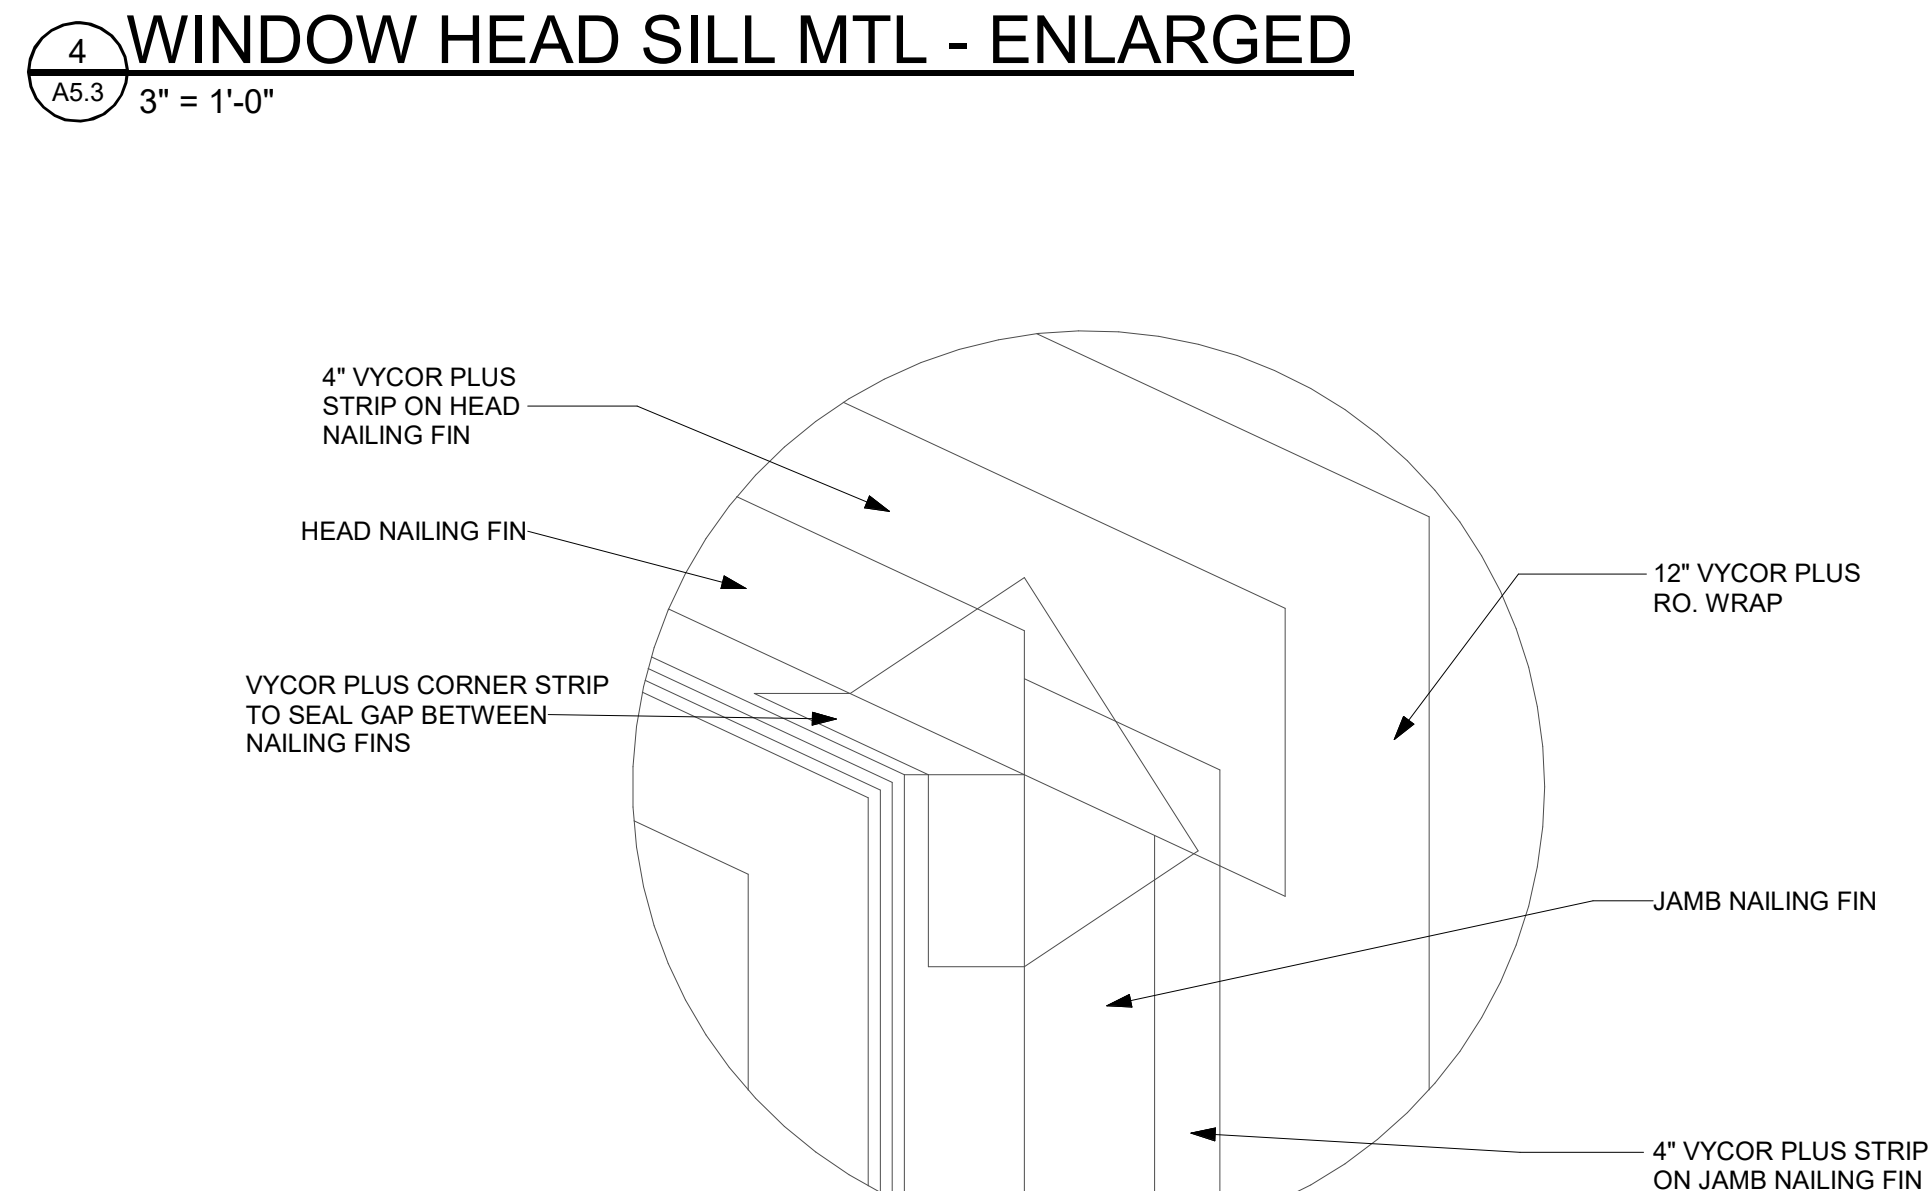 4
A5.3
WINDOW HEAD SILL MTL - ENLARGED
3" = 1'-0"
4" VYCOR PLUS
STRIP ON HEAD
NAILING FIN
HEAD NAILING FIN
VYCOR PLUS CORNER STRIP
TO SEAL GAP BETWEEN
NAILING FINS
12" VYCOR PLUS
RO. WRAP
JAMB NAILING FIN
4" VYCOR PLUS STRIP
ON JAMB NAILING FIN